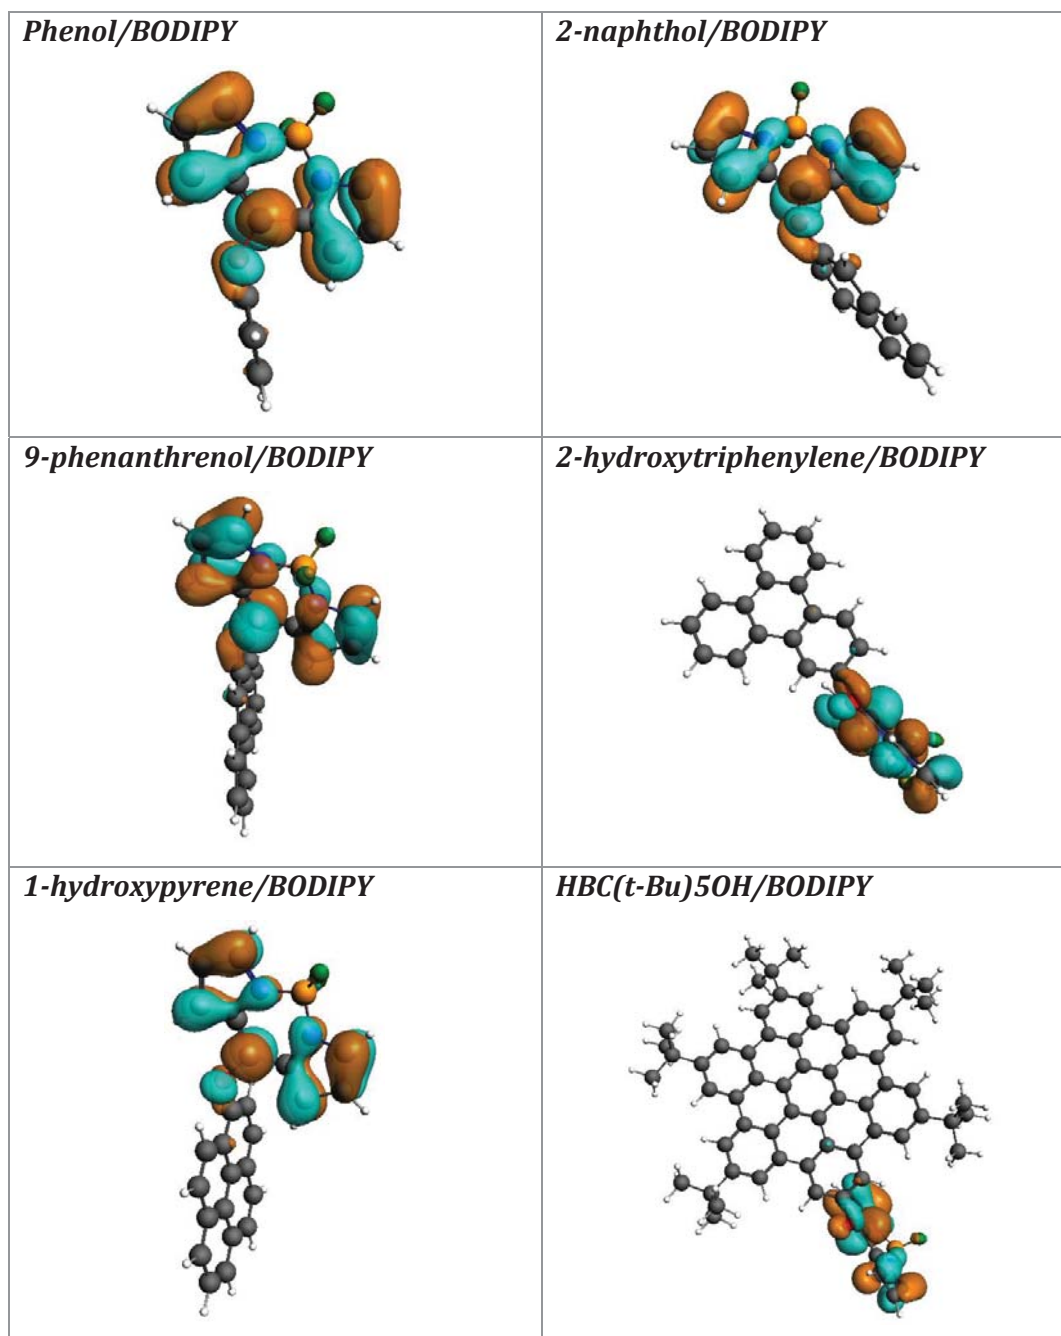 Phenol/BODIPY
2-naphthol/BODIPY
9-phenanthrenol/BODIPY
2-hydroxytriphenylene/BODIPY
1-hydroxypyrene/BODIPY
HBC(t-Bu)5OH/BODIPY